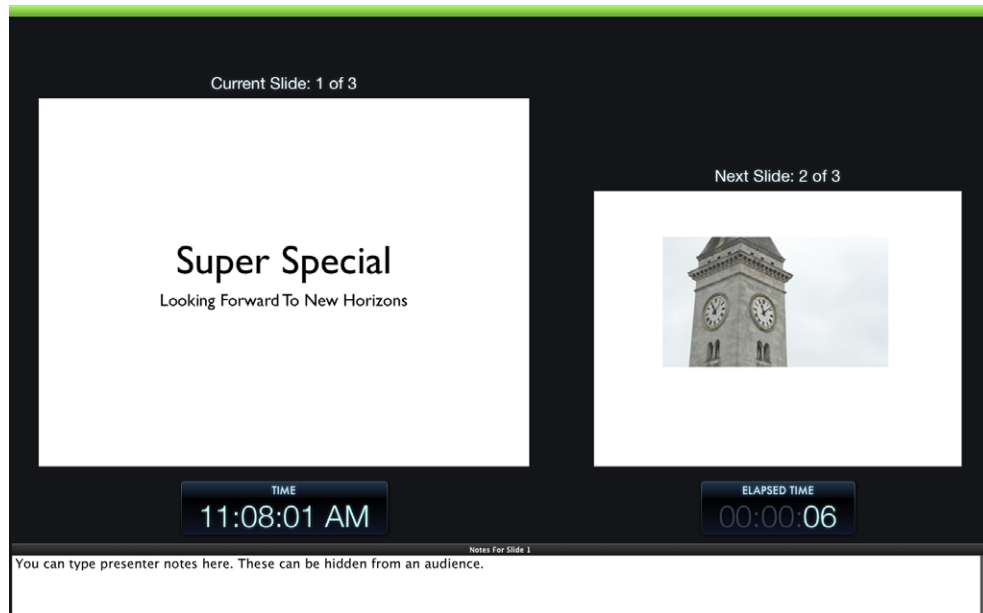 Current Slide: 1 of 3
Super Special
Looking Forward To New Horizons
Next Slide: 2 of 3
TIME
11:08:01 AM
ELAPSED TIME
00:00:06
Notes For Slide 1
You can type presenter notes here. These can be hidden from an audience.